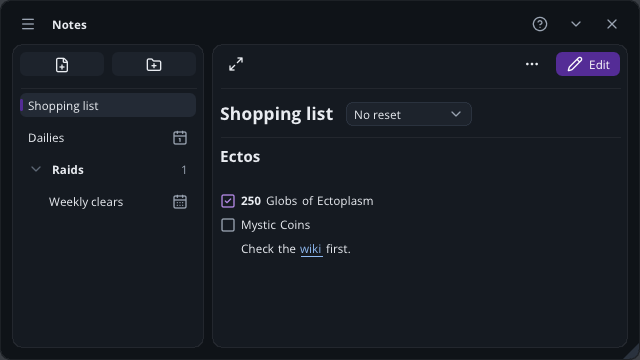 Notes
Edit
Shopping list
Dailies
Raids 1
Weekly clears
Shopping list No reset
Ectos
250 Globs of Ectoplasm
Mystic Coins
Check the wiki first.